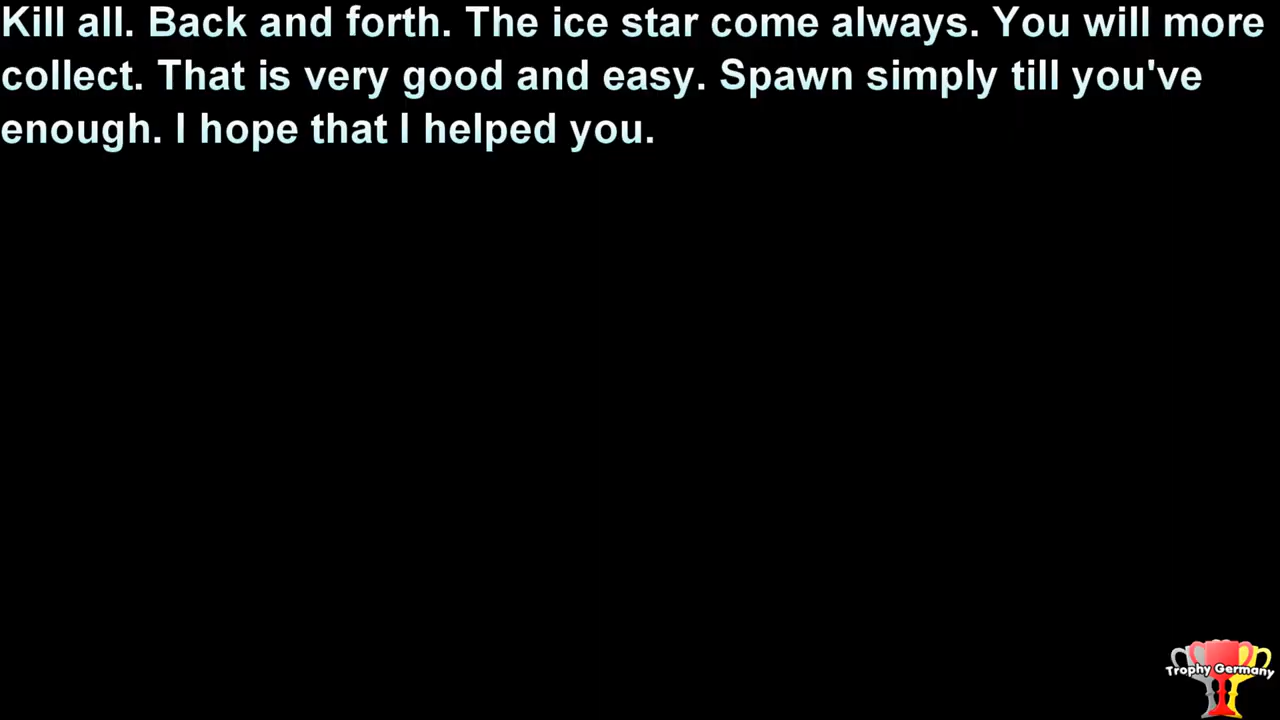 Kill all. Back and forth. The ice star come always. You will more
collect. That is very good and easy. Spawn simply till you've
enough. I hope that I helped you.
Trophy Germany